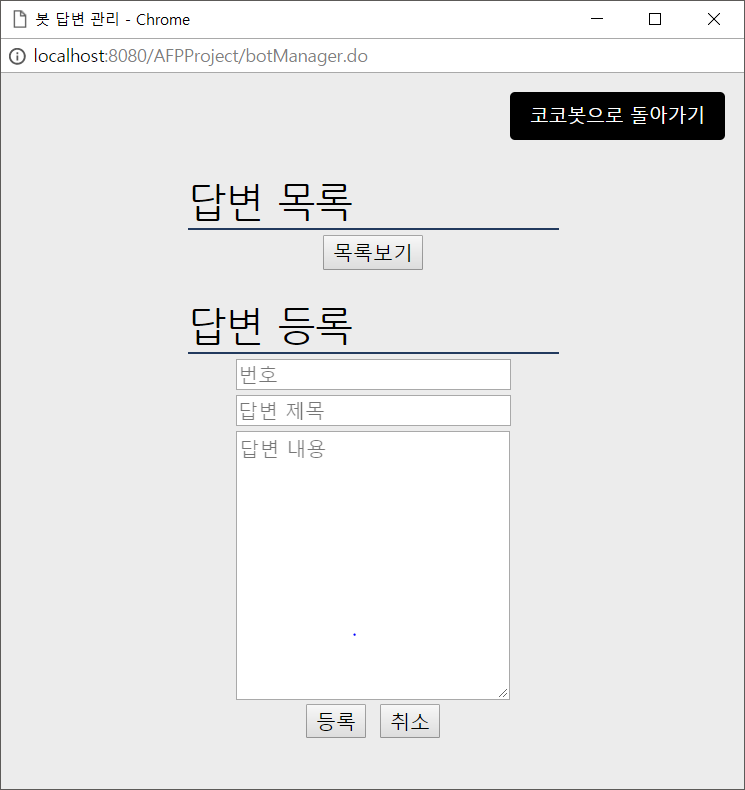 봇 답변 관리 - Chrome
localhost:8080/AFPProject/botManager.do
코코봇으로 돌아가기
답변 목록
목록보기
답변 등록
번호
답변 제목
답변 내용
등록 취소